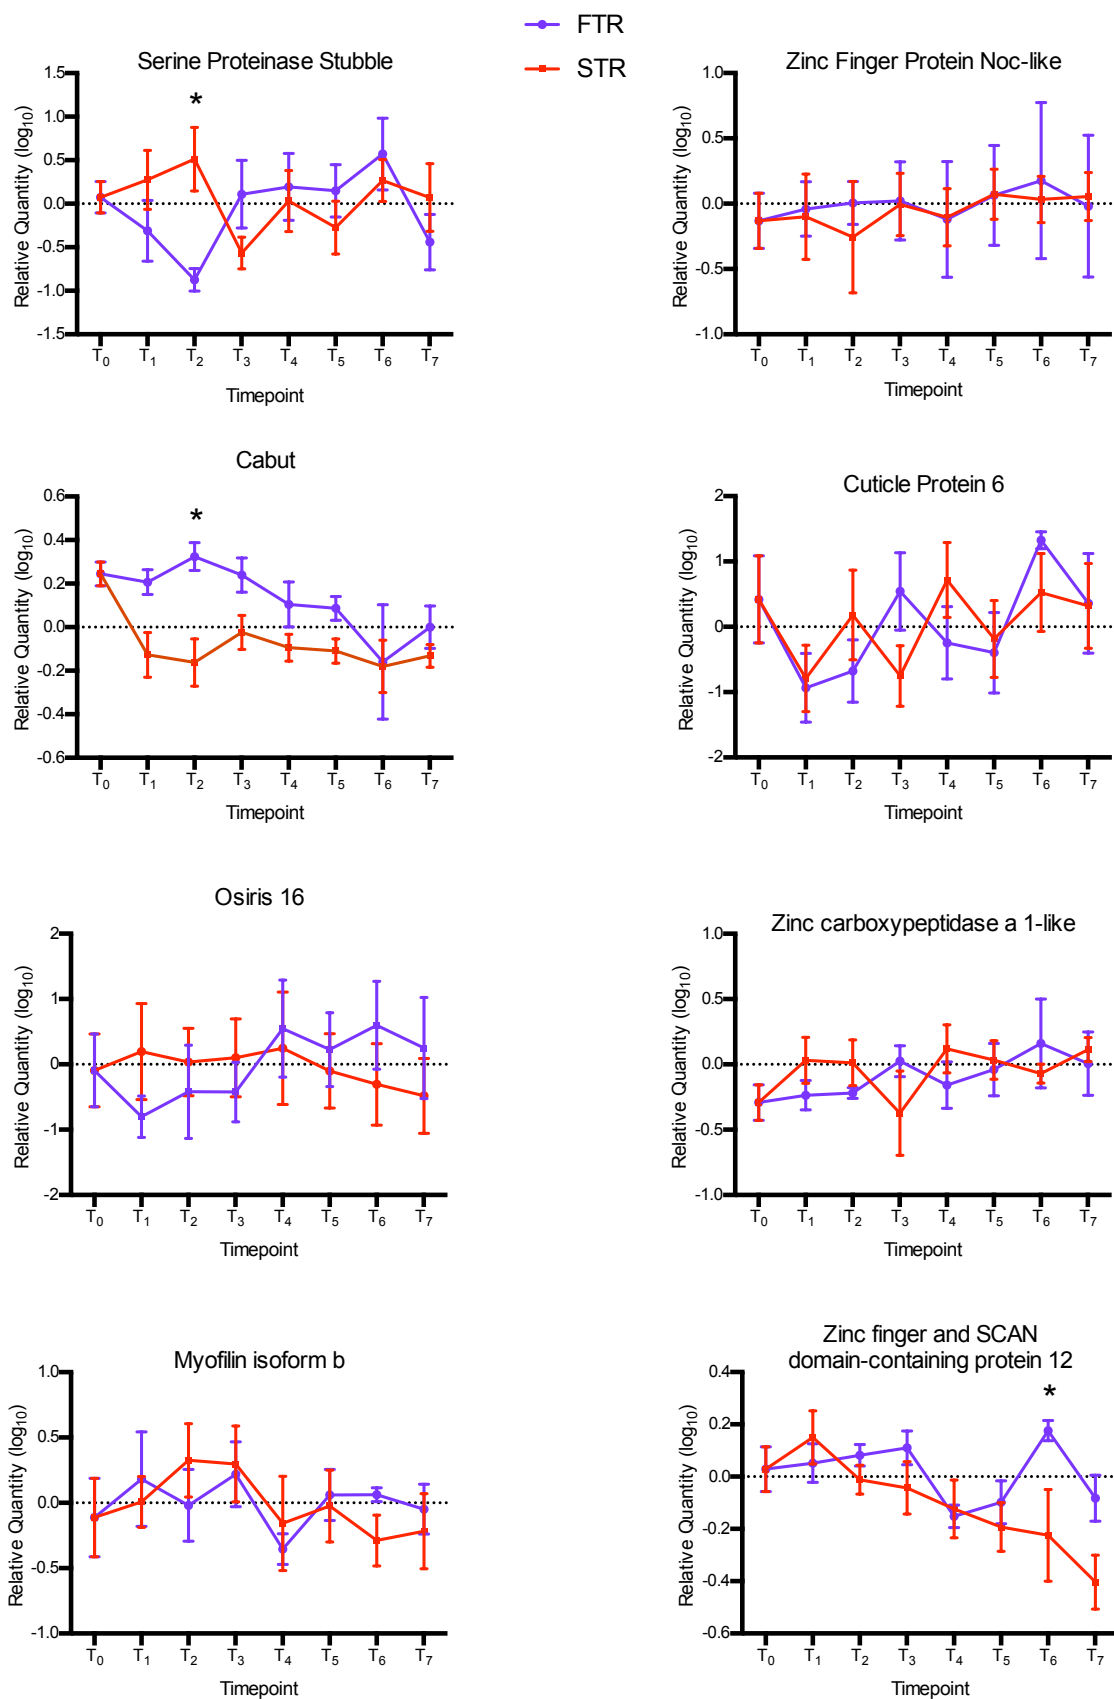 FTR
STR
Serine Proteinase Stubble
Relative Quantity (log10)
1.5
1.0
0.5
0.0
-0.5
-1.0
-1.5
*
T0 T1 T2 T3 T4 T5 T6 T7
Timepoint
Zinc Finger Protein Noc-like
Relative Quantity (log10)
1.0
0.5
0.0
-0.5
-1.0
T0 T1 T2 T3 T4 T5 T6 T7
Timepoint
Cabut
Relative Quantity (log10)
0.6
0.4
0.2
0.0
-0.2
-0.4
-0.6
*
T0 T1 T2 T3 T4 T5 T6 T7
Timepoint
Cuticle Protein 6
Relative Quantity (log10)
2
1
0
-1
-2
T0 T1 T2 T3 T4 T5 T6 T7
Timepoint
Osiris 16
Relative Quantity (log10)
2
1
0
-1
-2
T0 T1 T2 T3 T4 T5 T6 T7
Timepoint
Zinc carboxypeptidase a 1-like
Relative Quantity (log10)
1.0
0.5
0.0
-0.5
-1.0
T0 T1 T2 T3 T4 T5 T6 T7
Timepoint
Myofilin isoform b
Relative Quantity (log10)
1.0
0.5
0.0
-0.5
-1.0
T0 T1 T2 T3 T4 T5 T6 T7
Timepoint
Zinc finger and SCAN
domain-containing protein 12
Relative Quantity (log10)
0.4
0.2
0.0
-0.2
-0.4
-0.6
*
T0 T1 T2 T3 T4 T5 T6 T7
Timepoint